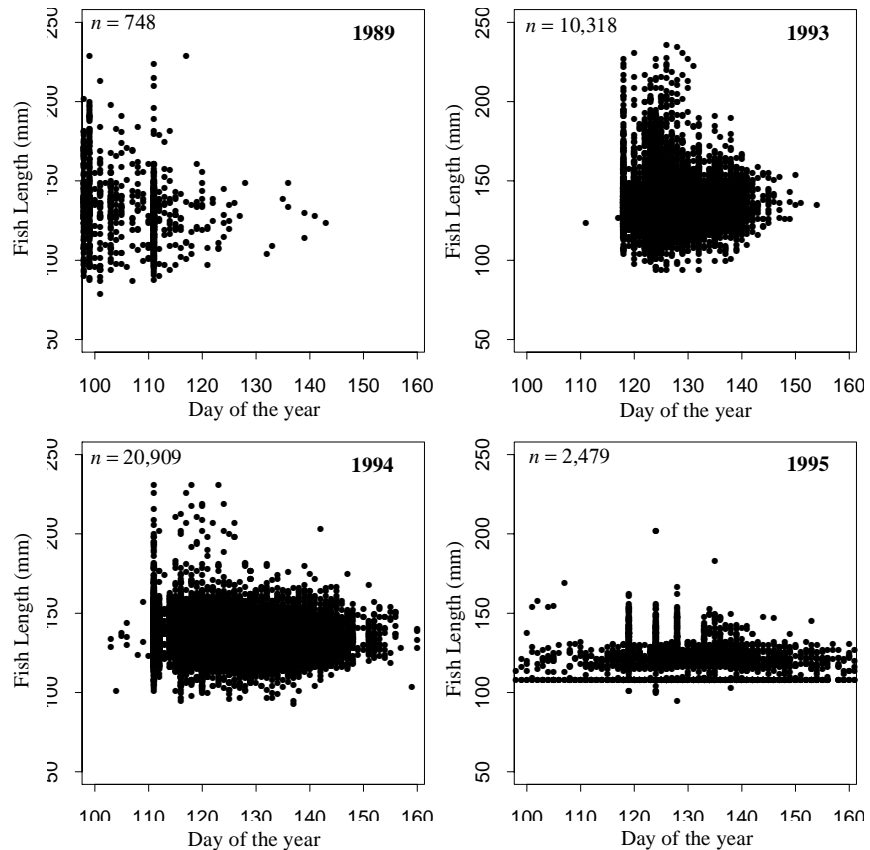 n = 748
1989
Fish Length (mm)
50 100 150 200 250
100 110 120 130 140 150 160
Day of the year
n = 10,318
1993
Fish Length (mm)
50 100 150 200 250
100 110 120 130 140 150 160
Day of the year
n = 20,909
1994
Fish Length (mm)
50 100 150 200 250
100 110 120 130 140 150 160
Day of the year
n = 2,479
1995
Fish Length (mm)
50 100 150 200 250
100 110 120 130 140 150 160
Day of the year